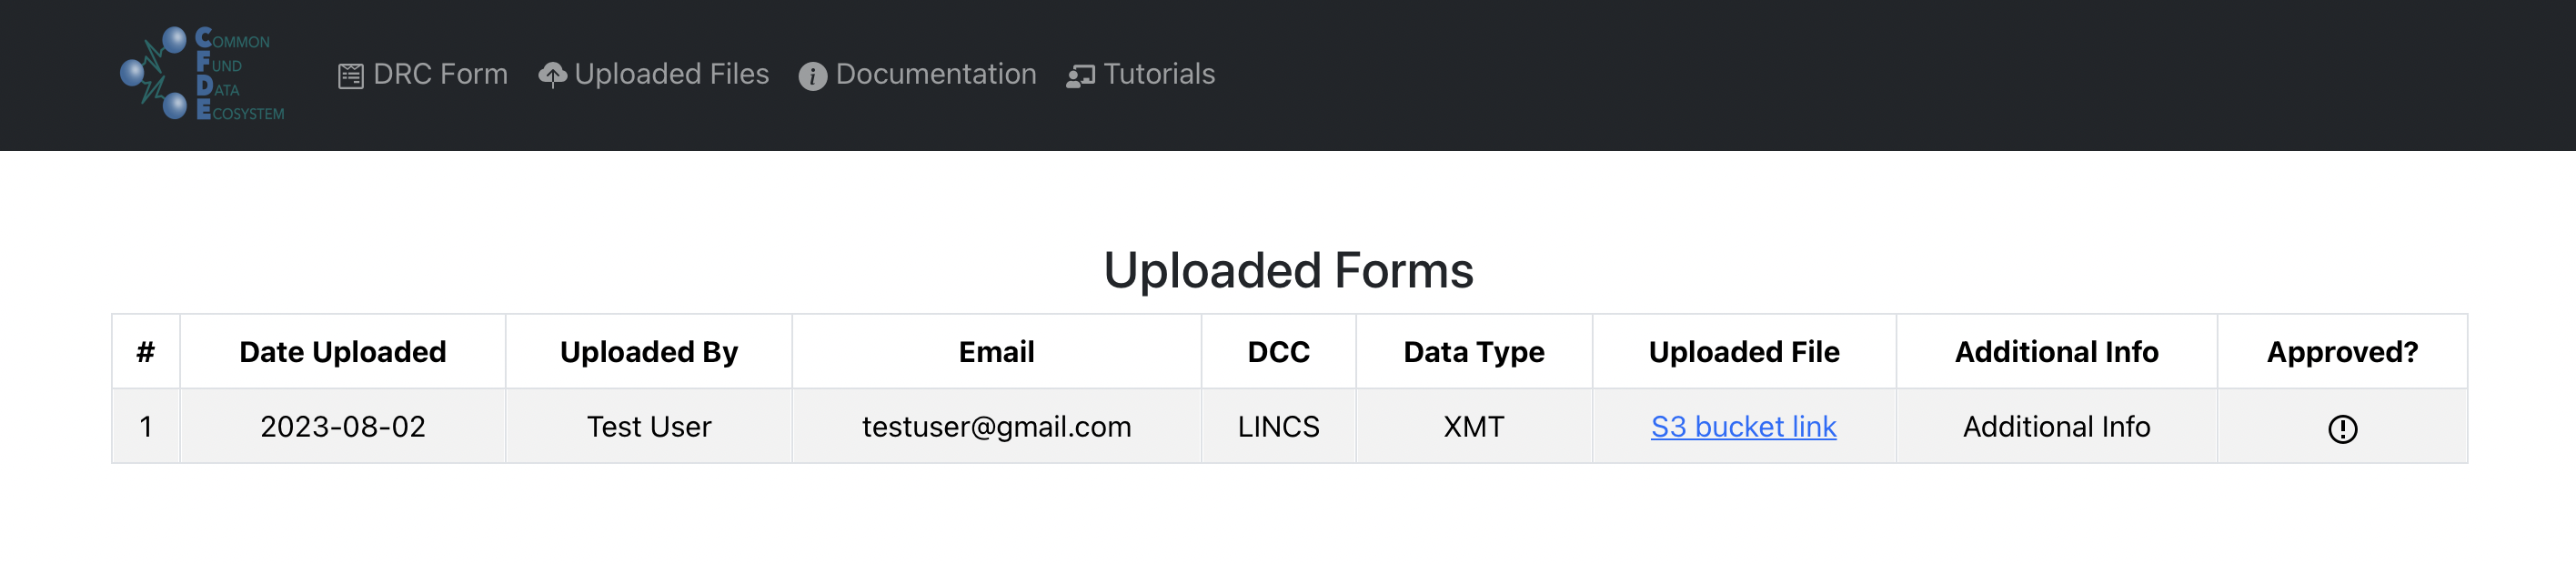 COMMON
FUND
DATA
ECOSYSTEM
DRC Form Uploaded Files Documentation Tutorials
Uploaded Forms
# Date Uploaded Uploaded By Email DCC Data Type Uploaded File Additional Info Approved?
1 2023-08-02 Test User testuser@gmail.com LINCS XMT S3 bucket link Additional Info